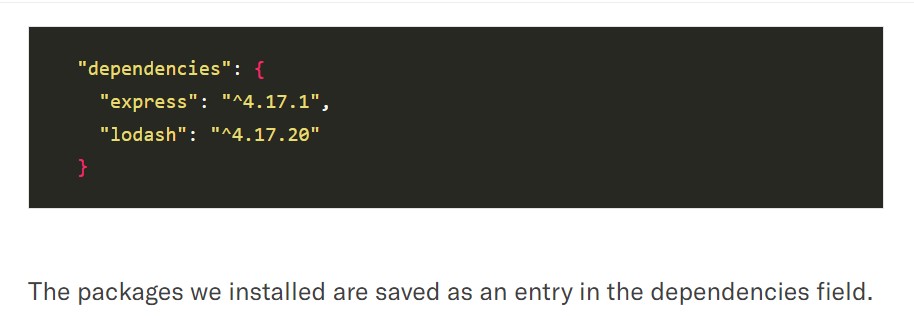 "dependencies": {
"express": "^4.17.1",
"lodash": "^4.17.20"
}
The packages we installed are saved as an entry in the dependencies field.